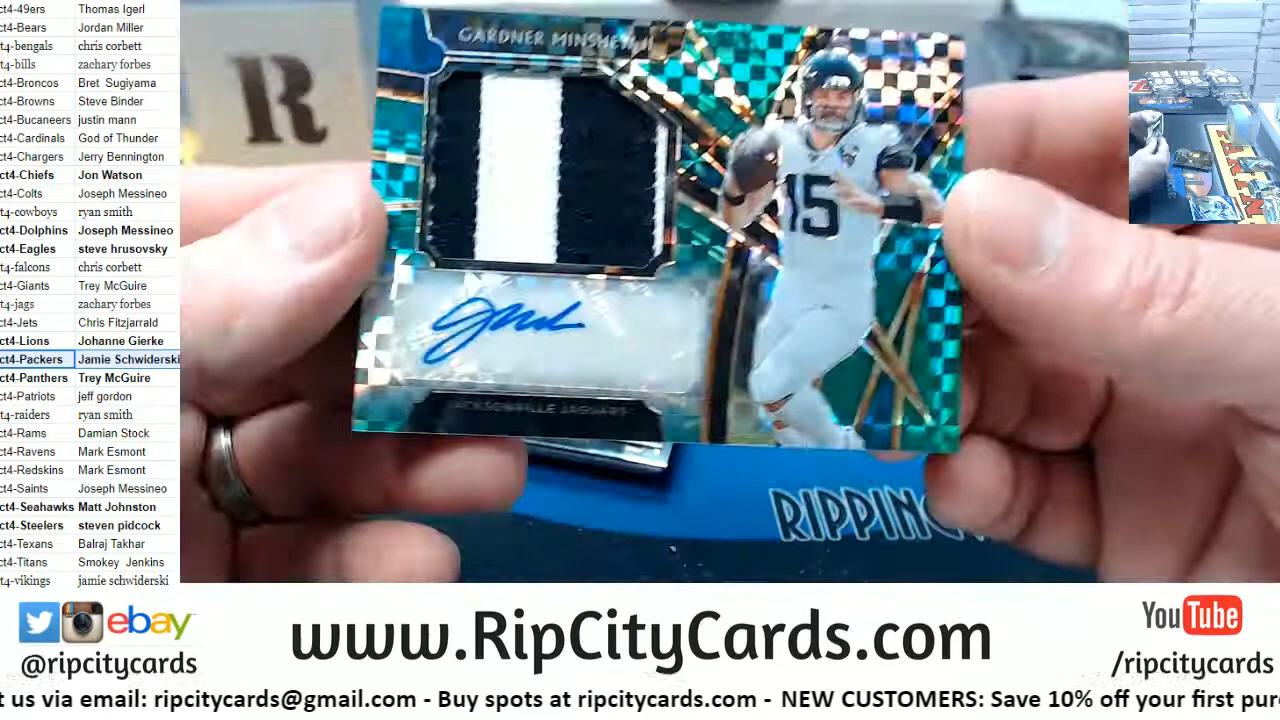 ct4-49ers Thomas Igerl
ct4-Bears Jordan Miller
t4-bengals chris corbett
t4-bills zachary forbes
ct4-Broncos Bret Sugiyama
ct4-Browns Steve Binder
ct4-Bucaneers justin mann
ct4-Cardinals God of Thunder
ct4-Chargers Jerry Bennington
ct4-Chiefs Jon Watson
ct4-Colts Joseph Messineo
t4-cowboys ryan smith
ct4-Dolphins Joseph Messineo
ct4-Eagles steve hrusovsky
t4-falcons chris corbett
ct4-Giants Trey McGuire
t4-jags zachary forbes
ct4-Jets Chris Fitzjarrald
ct4-Lions Johanne Gierke
ct4-Packers Jamie Schwiderski
ct4-Panthers Trey McGuire
ct4-Patriots jeff gordon
t4-raiders ryan smith
ct4-Rams Damian Stock
ct4-Ravens Mark Esmont
ct4-Redskins Mark Esmont
ct4-Saints Joseph Messineo
ct4-Seahawks Matt Johnston
ct4-Steelers steven pidcock
ct4-Texans Balraj Takhar
ct4-Titans Smokey Jenkins
t4-vikings jamie schwiderski
R
GARDNER MINSHEW II
15
JACKSONVILLE JAGUARS
RIPPING
ebay
@ripcitycards
www.RipCityCards.com
YouTube
/ripcitycards
t us via email: ripcitycards@gmail.com - Buy spots at ripcitycards.com - NEW CUSTOMERS: Save 10% off your first pur